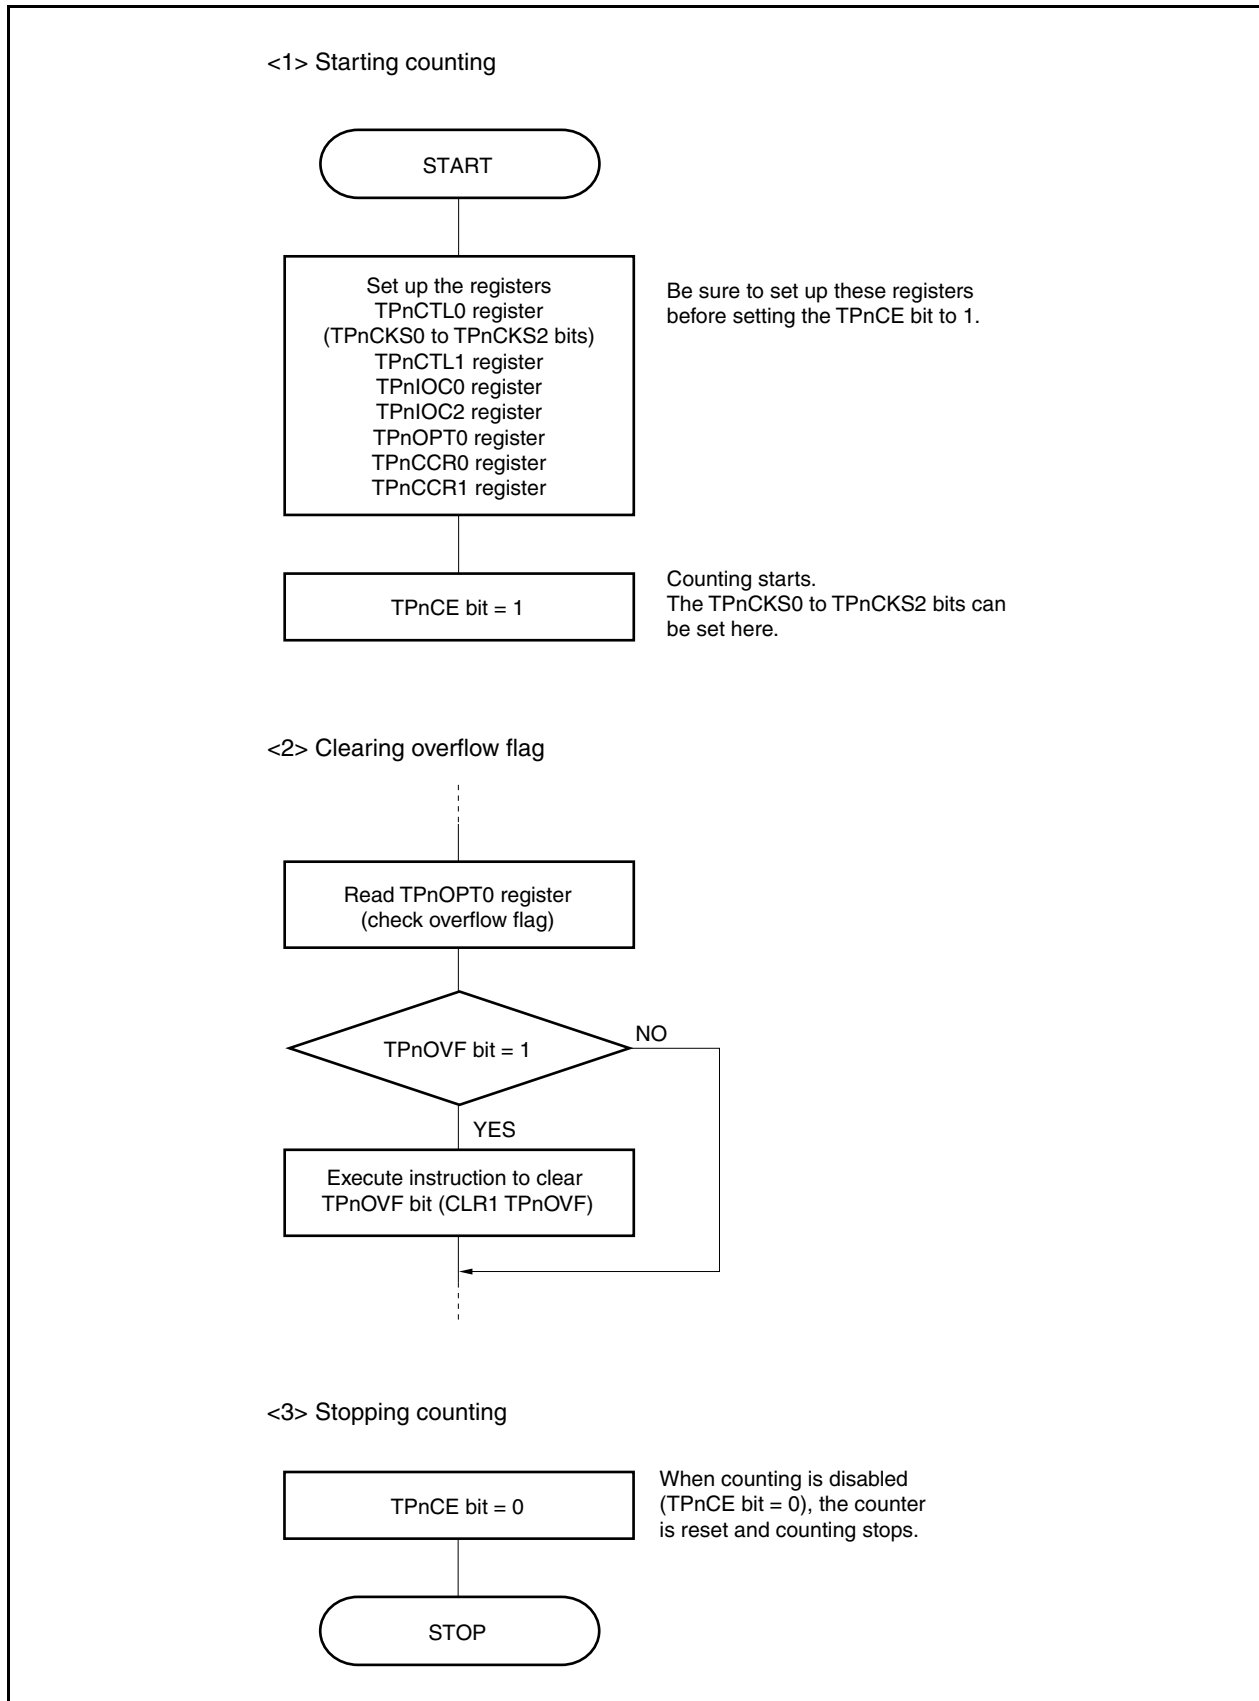 <1> Starting counting
START
Set up the registers
TPnCTL0 register
(TPnCKS0 to TPnCKS2 bits)
TPnCTL1 register
TPnIOC0 register
TPnIOC2 register
TPnOPT0 register
TPnCCR0 register
TPnCCR1 register
Be sure to set up these registers
before setting the TPnCE bit to 1.
TPnCE bit = 1
Counting starts.
The TPnCKS0 to TPnCKS2 bits can
be set here.
<2> Clearing overflow flag
Read TPnOPT0 register
(check overflow flag)
TPnOVF bit = 1
NO
YES
Execute instruction to clear
TPnOVF bit (CLR1 TPnOVF)
<3> Stopping counting
TPnCE bit = 0
When counting is disabled
(TPnCE bit = 0), the counter
is reset and counting stops.
STOP